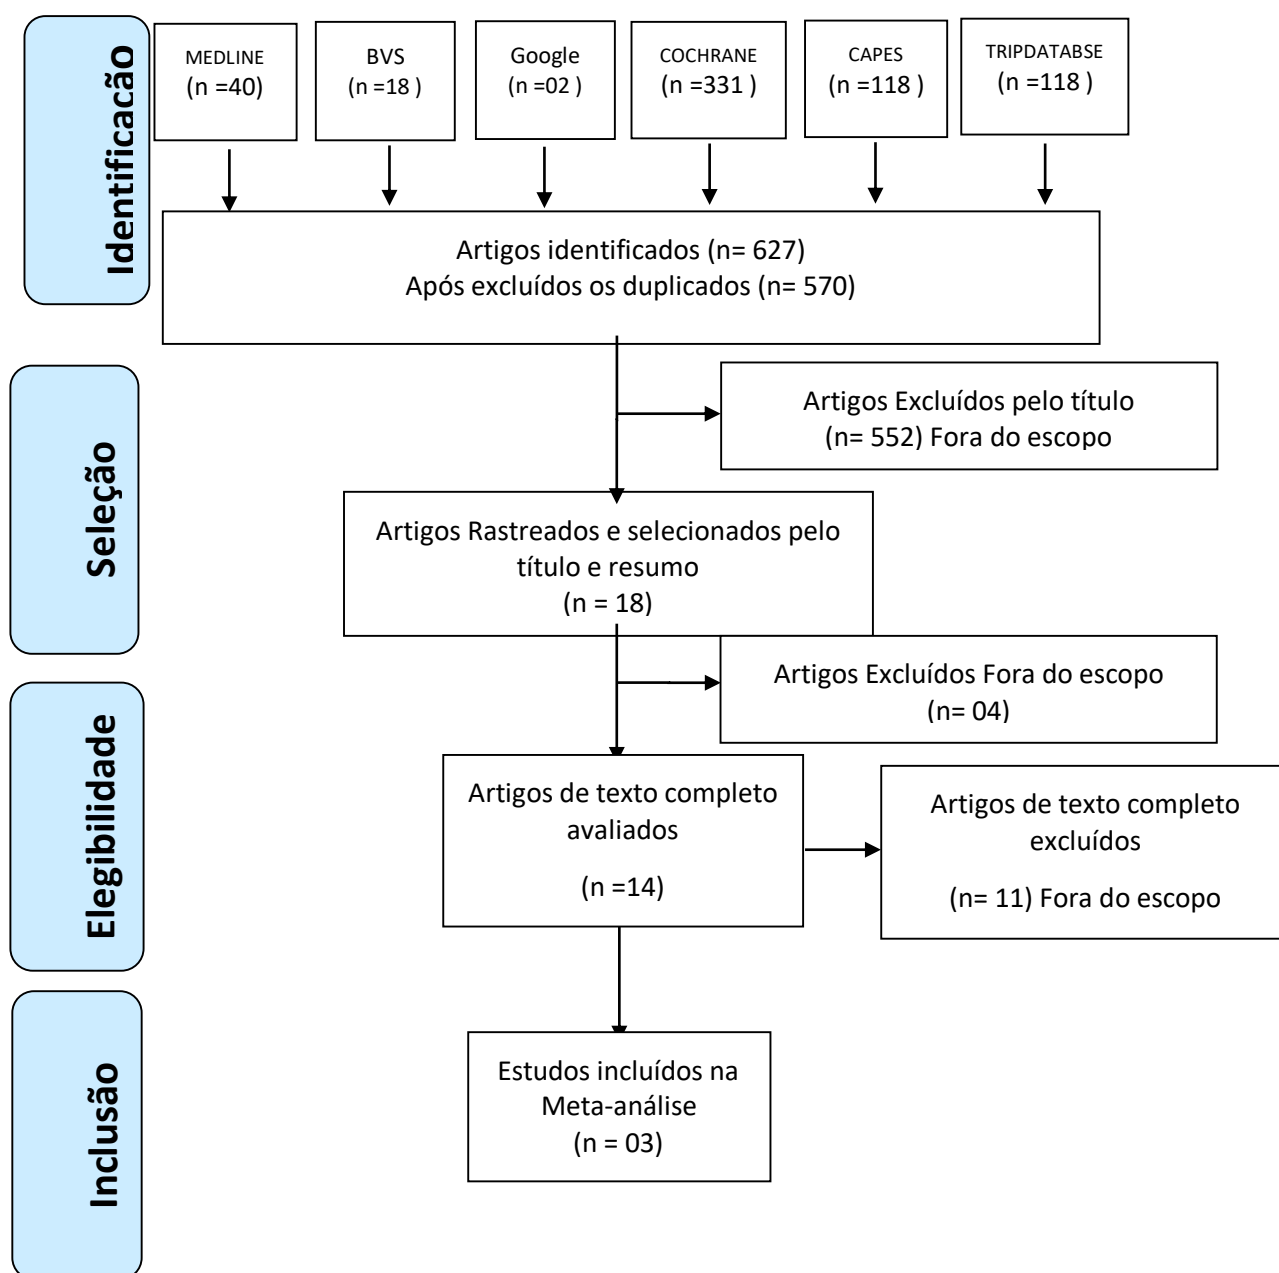 Identificação
MEDLINE
(n =40)
BVS
(n =18 )
Google
(n =02 )
COCHRANE
(n =331 )
CAPES
(n =118 )
TRIPDATABSE
(n =118 )
Artigos identificados (n= 627)
Após excluídos os duplicados (n= 570)
Seleção
Artigos Excluídos pelo título
(n= 552) Fora do escopo
Artigos Rastreados e selecionados pelo
título e resumo
(n = 18)
Artigos Excluídos Fora do escopo
(n= 04)
Elegibilidade
Artigos de texto completo
avaliados
(n =14)
Artigos de texto completo
excluídos
(n= 11) Fora do escopo
Inclusão
Estudos incluídos na
Meta-análise
(n = 03)